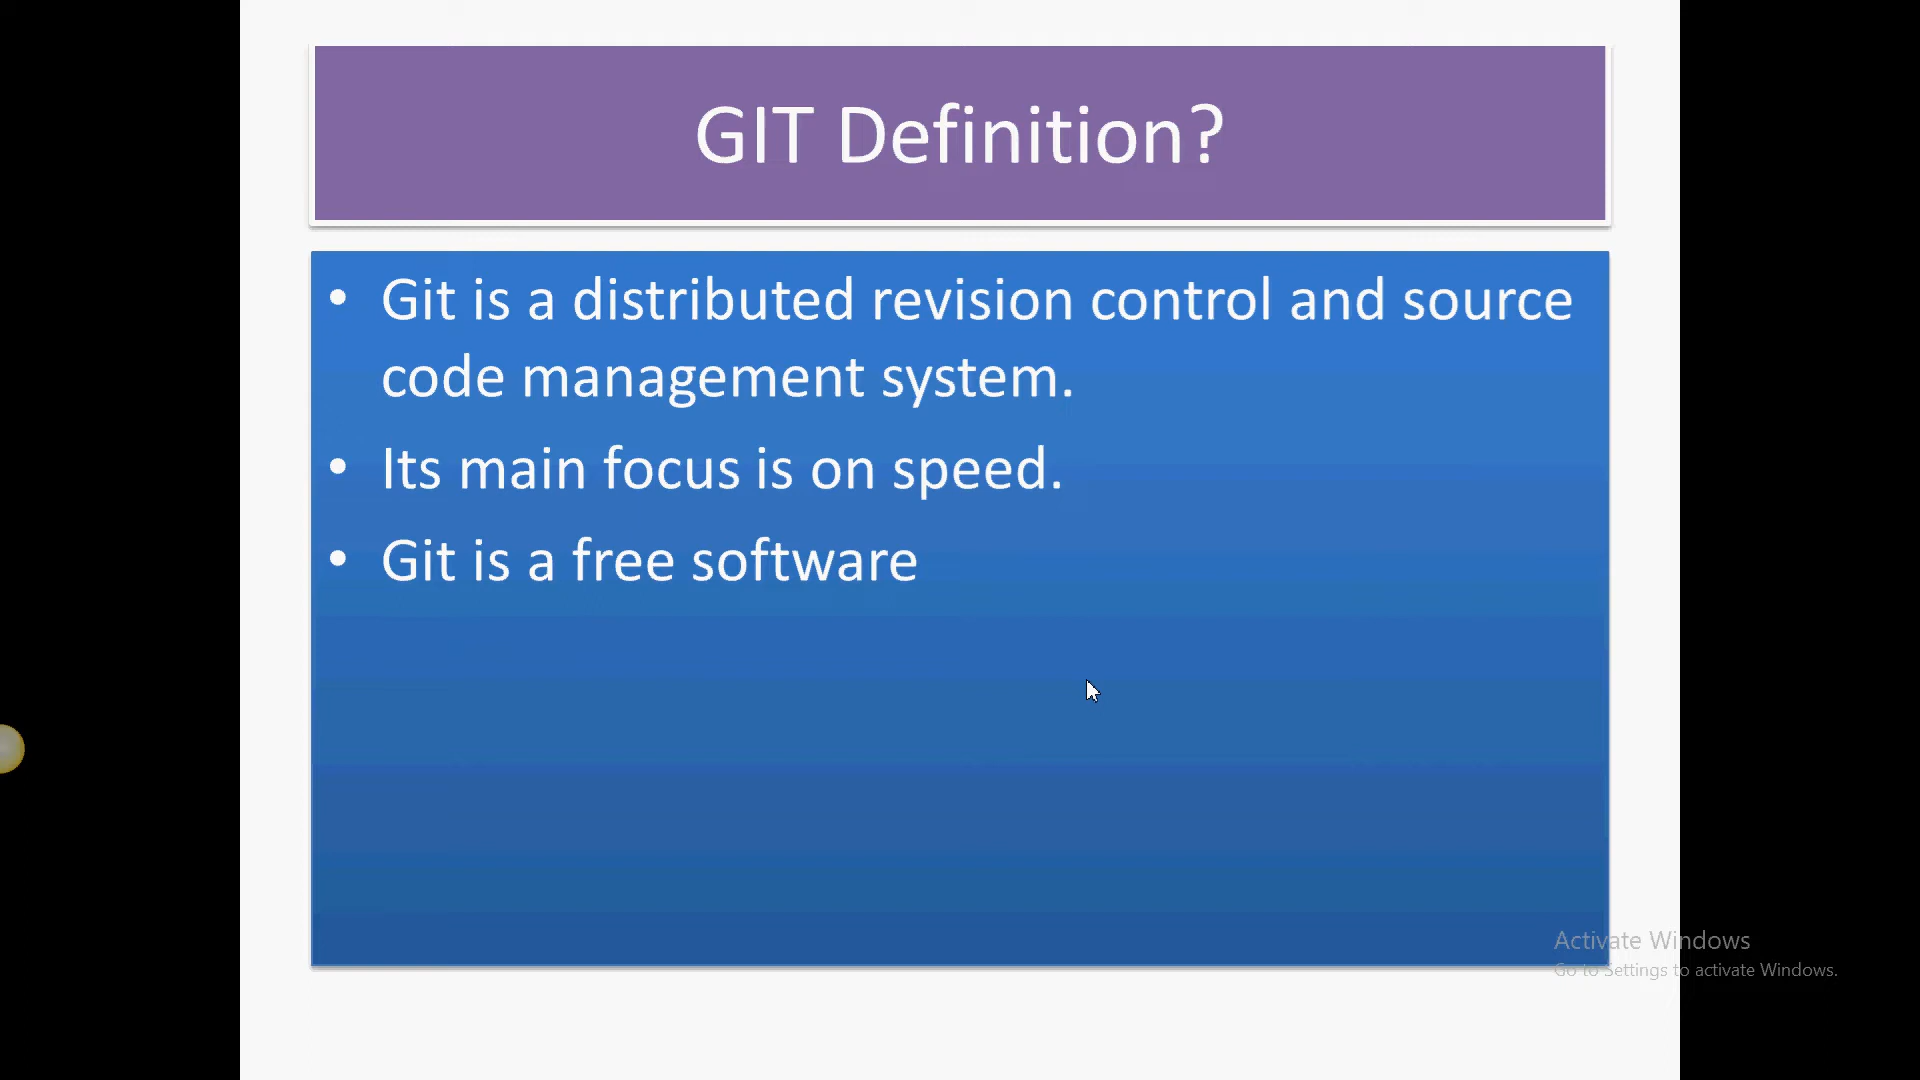 GIT Definition?
• Git is a distributed revision control and source
code management system.
• Its main focus is on speed.
• Git is a free software
Activate Windows
Go to Settings to activate Windows.